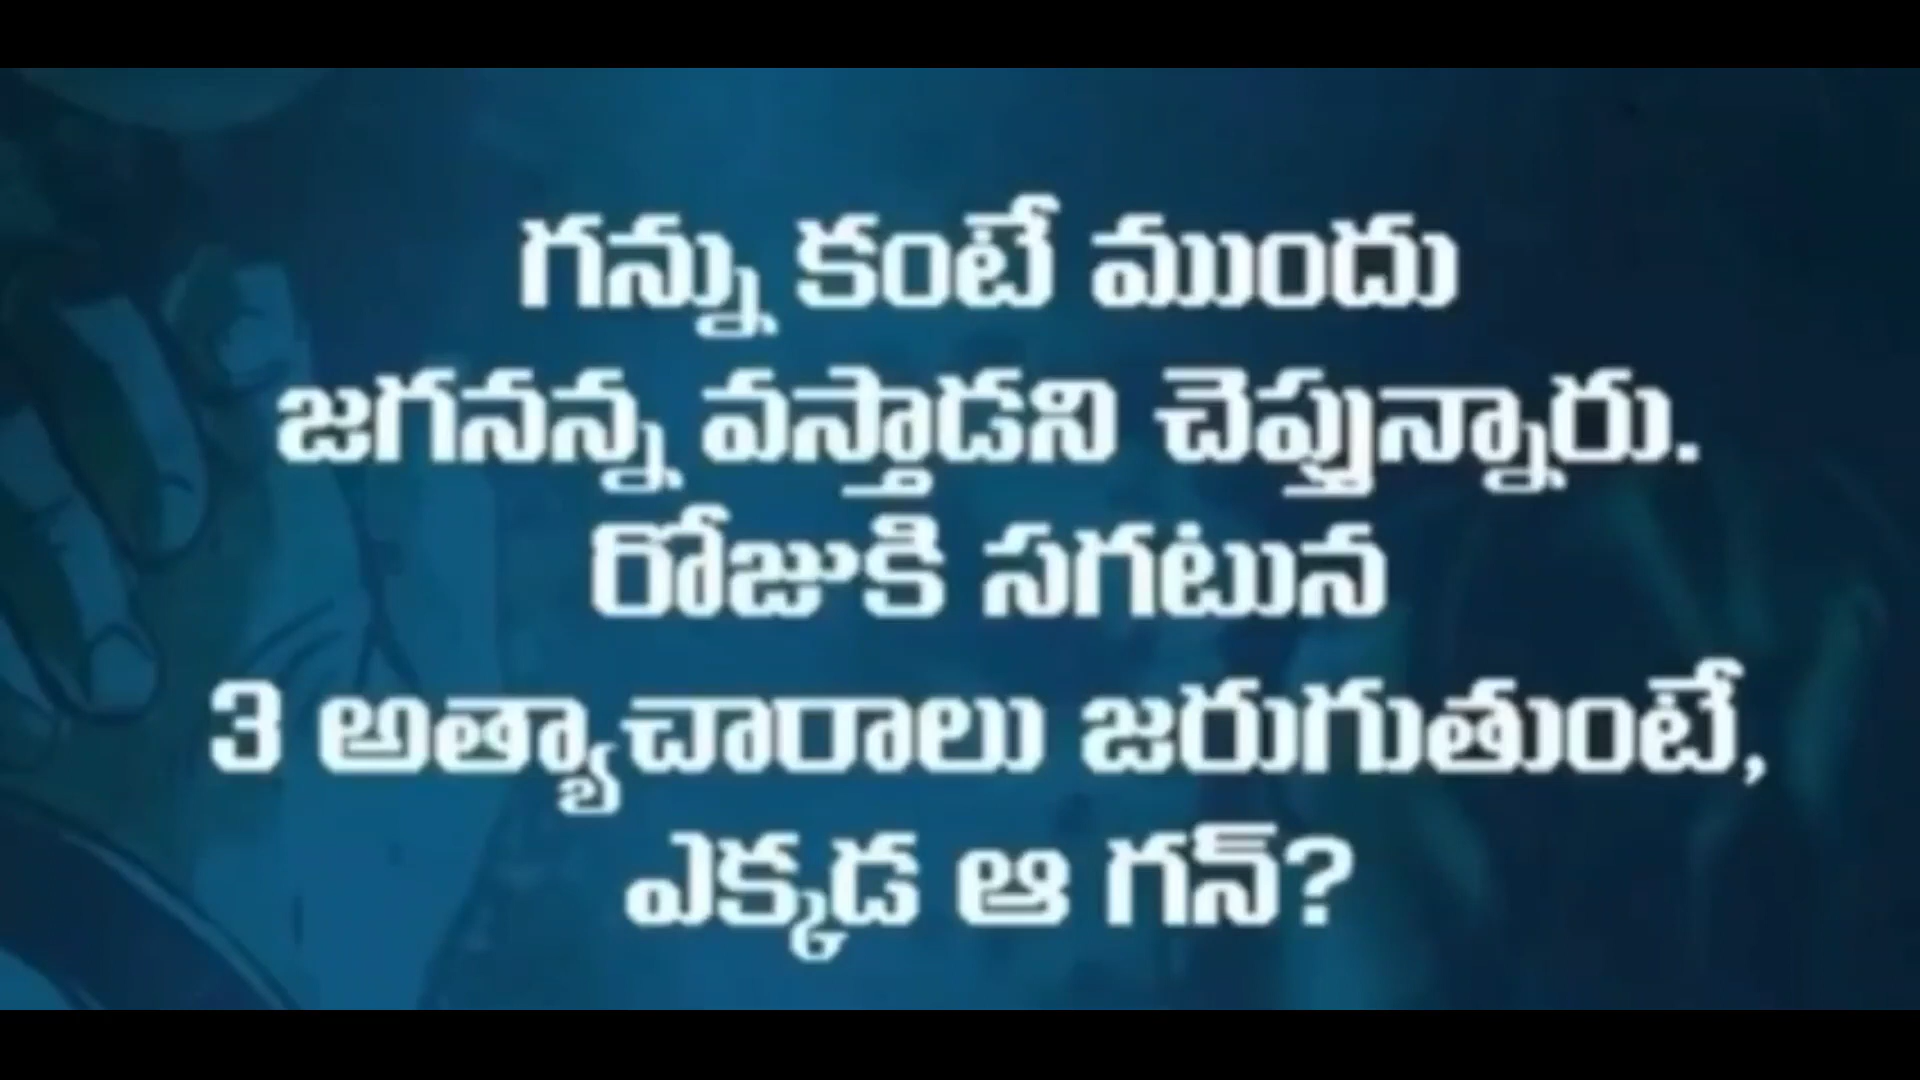 గన్ను కంటే ముందు
జగనన్న వస్తాడని చెప్తున్నారు.
రోజుకి సగటున
3 అత్యాచారాలు జరుగుతుంటే,
ఎక్కడ ఆ గన్?